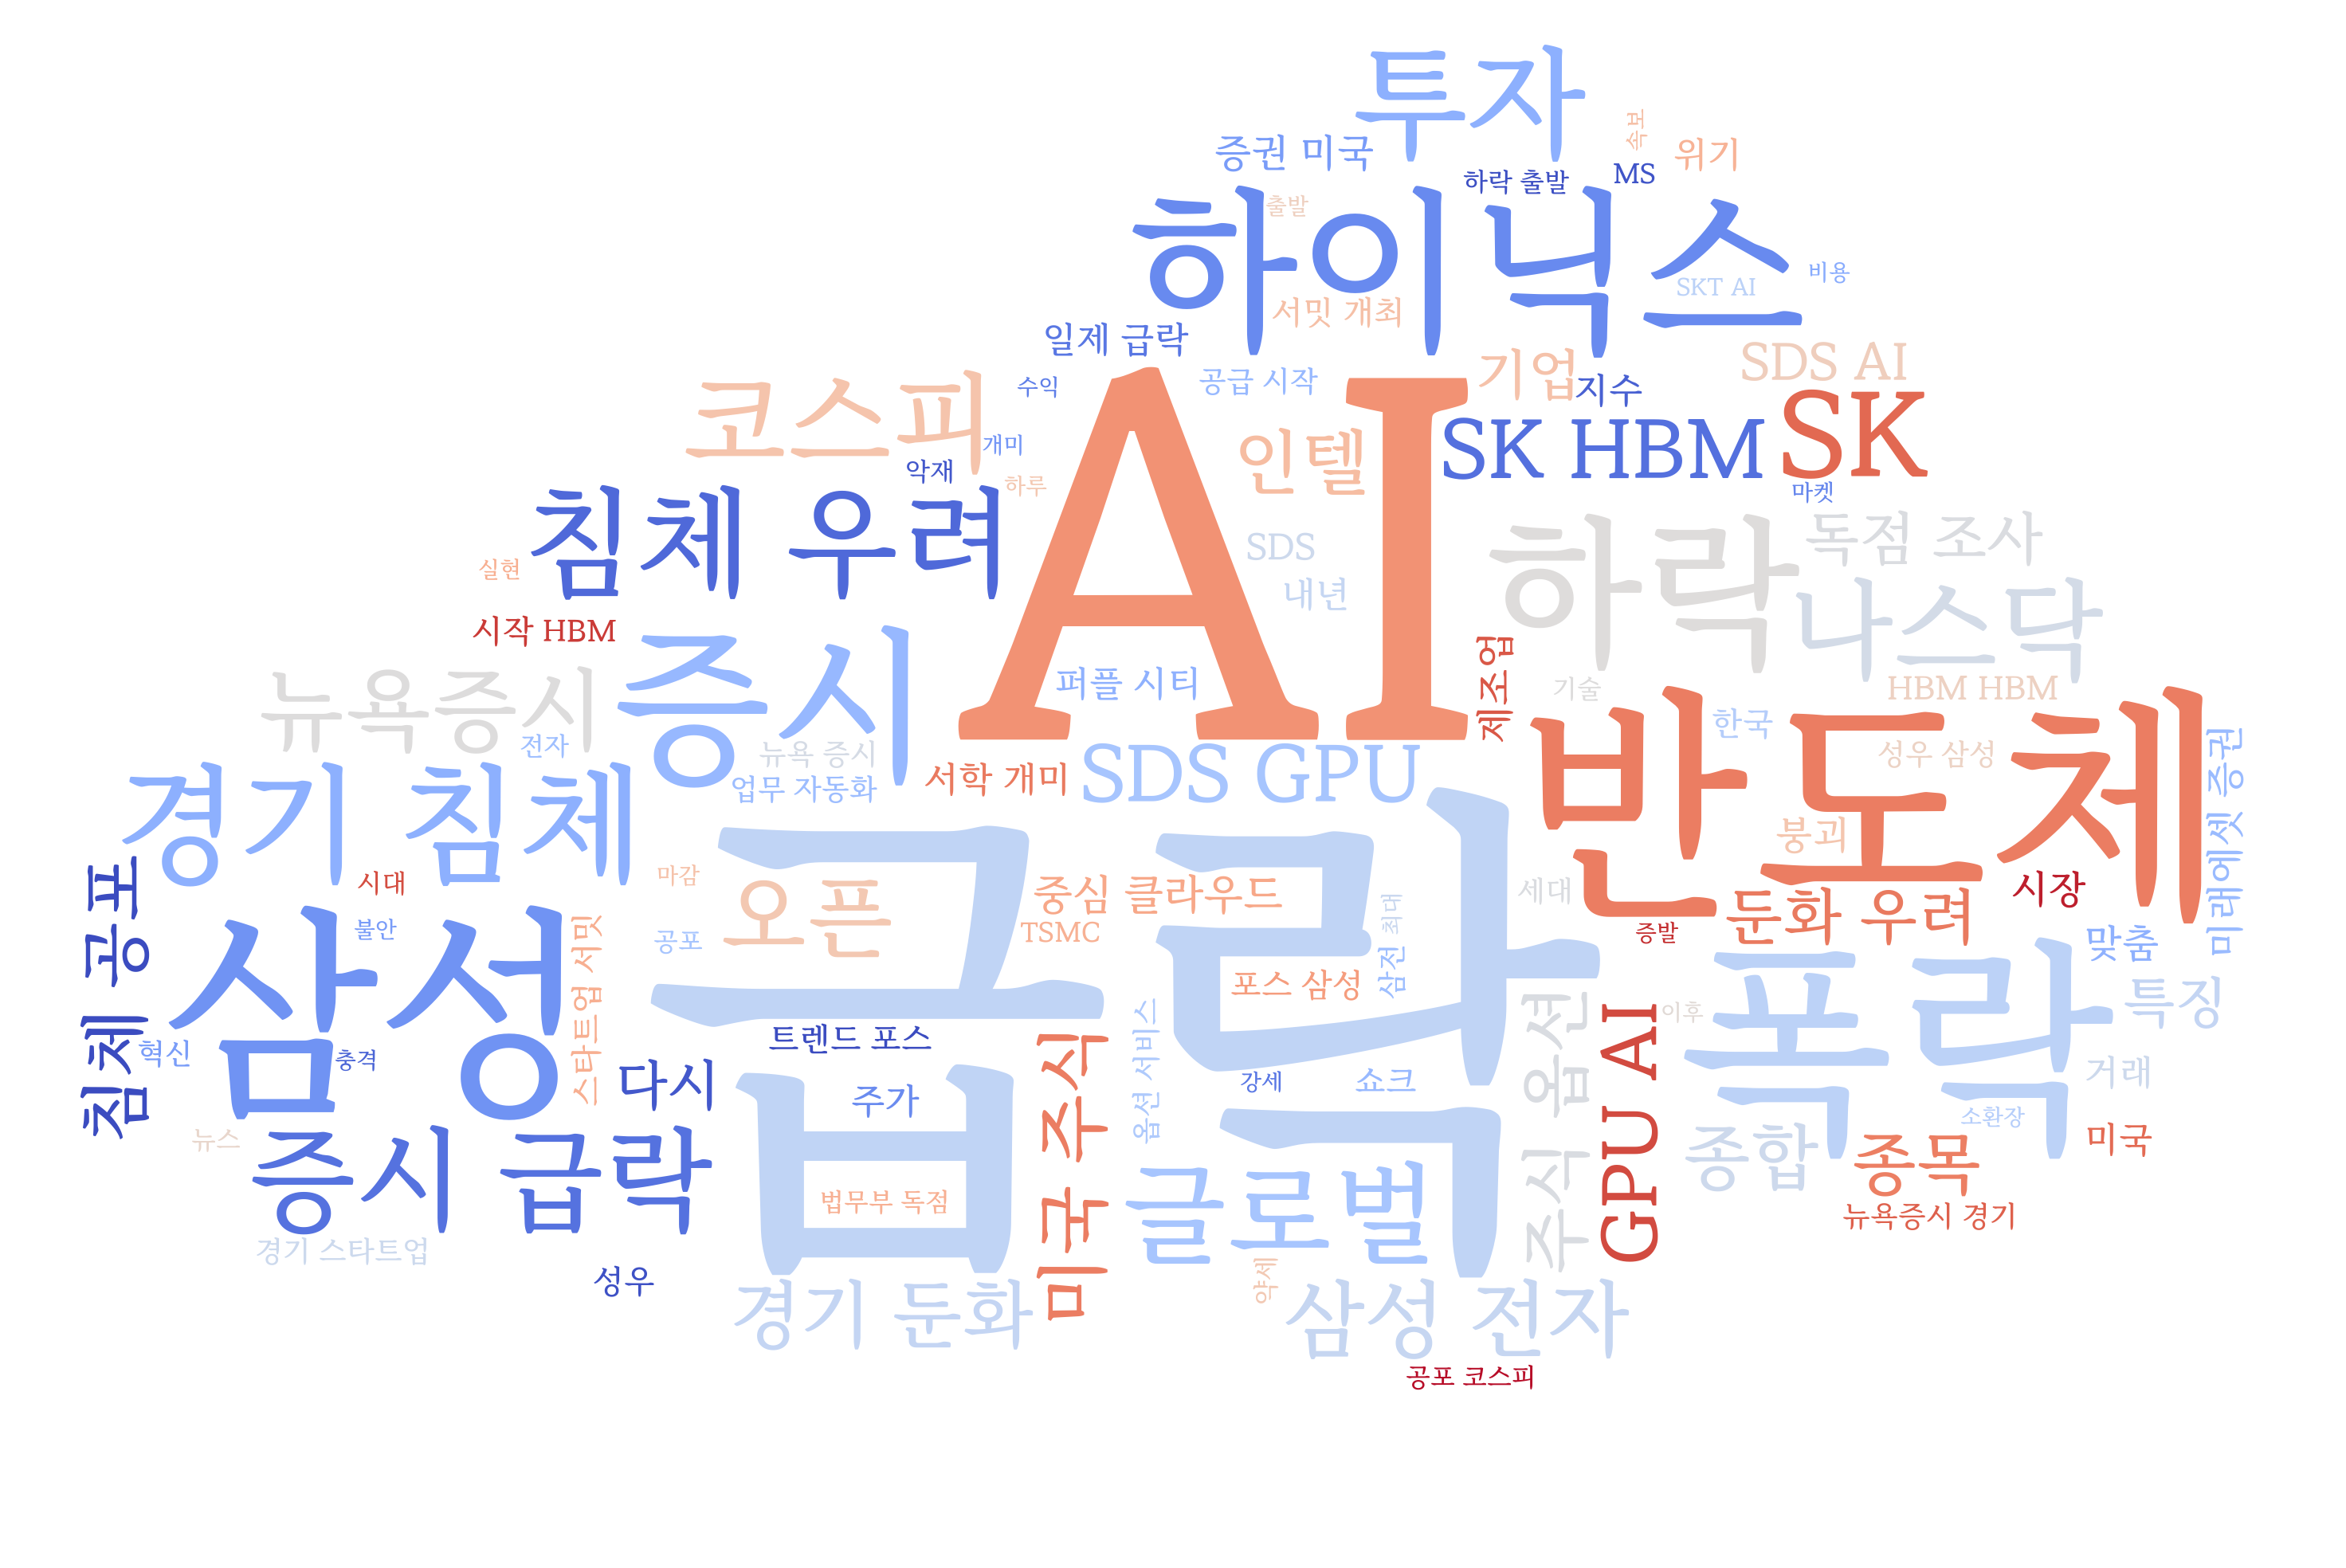 투자
속보
증권 미국
위기
하락 출발
MS
하이닉스
출발
비용
SKT AI
서밋 개최
일제 급락
SDS AI
기업
지수
공급 시작
수익
코스피
AI
SK HBM
SK
인텔
개미
악재
하루
마켓
침체 우려
하락
독점 조사
SDS
실현
내년
나스닥
시작 HBM
증시
제조업
퍼플 시티
기술
HBM HBM
뉴욕증시
반도체
한국
전자
뉴욕 증시
성우 삼성
미래에셋 증권
경기 침체
업무 자동화
서학 개미
SDS GPU
급락
붕괴
시대
마감
오픈
중심 클라우드
세대
둔화 우려
시장
침체 공포
삼성
불안
스타트업 서밋
공포
TSMC
최대
증발
맞춤
폭락
삼전
포스 삼성
특징
주식 옵션
GPU AI
이후
혁신
충격
트렌드 포스
미국 주식
옵션 서비스
다시
주가
강세
쇼크
거래
뉴스
증시 급락
소환장
종합
종목
미국
글로벌
법무부 독점
뉴욕증시 경기
경기 스타트업
성우
약세
경기 둔화
삼성 전자
공포 코스피